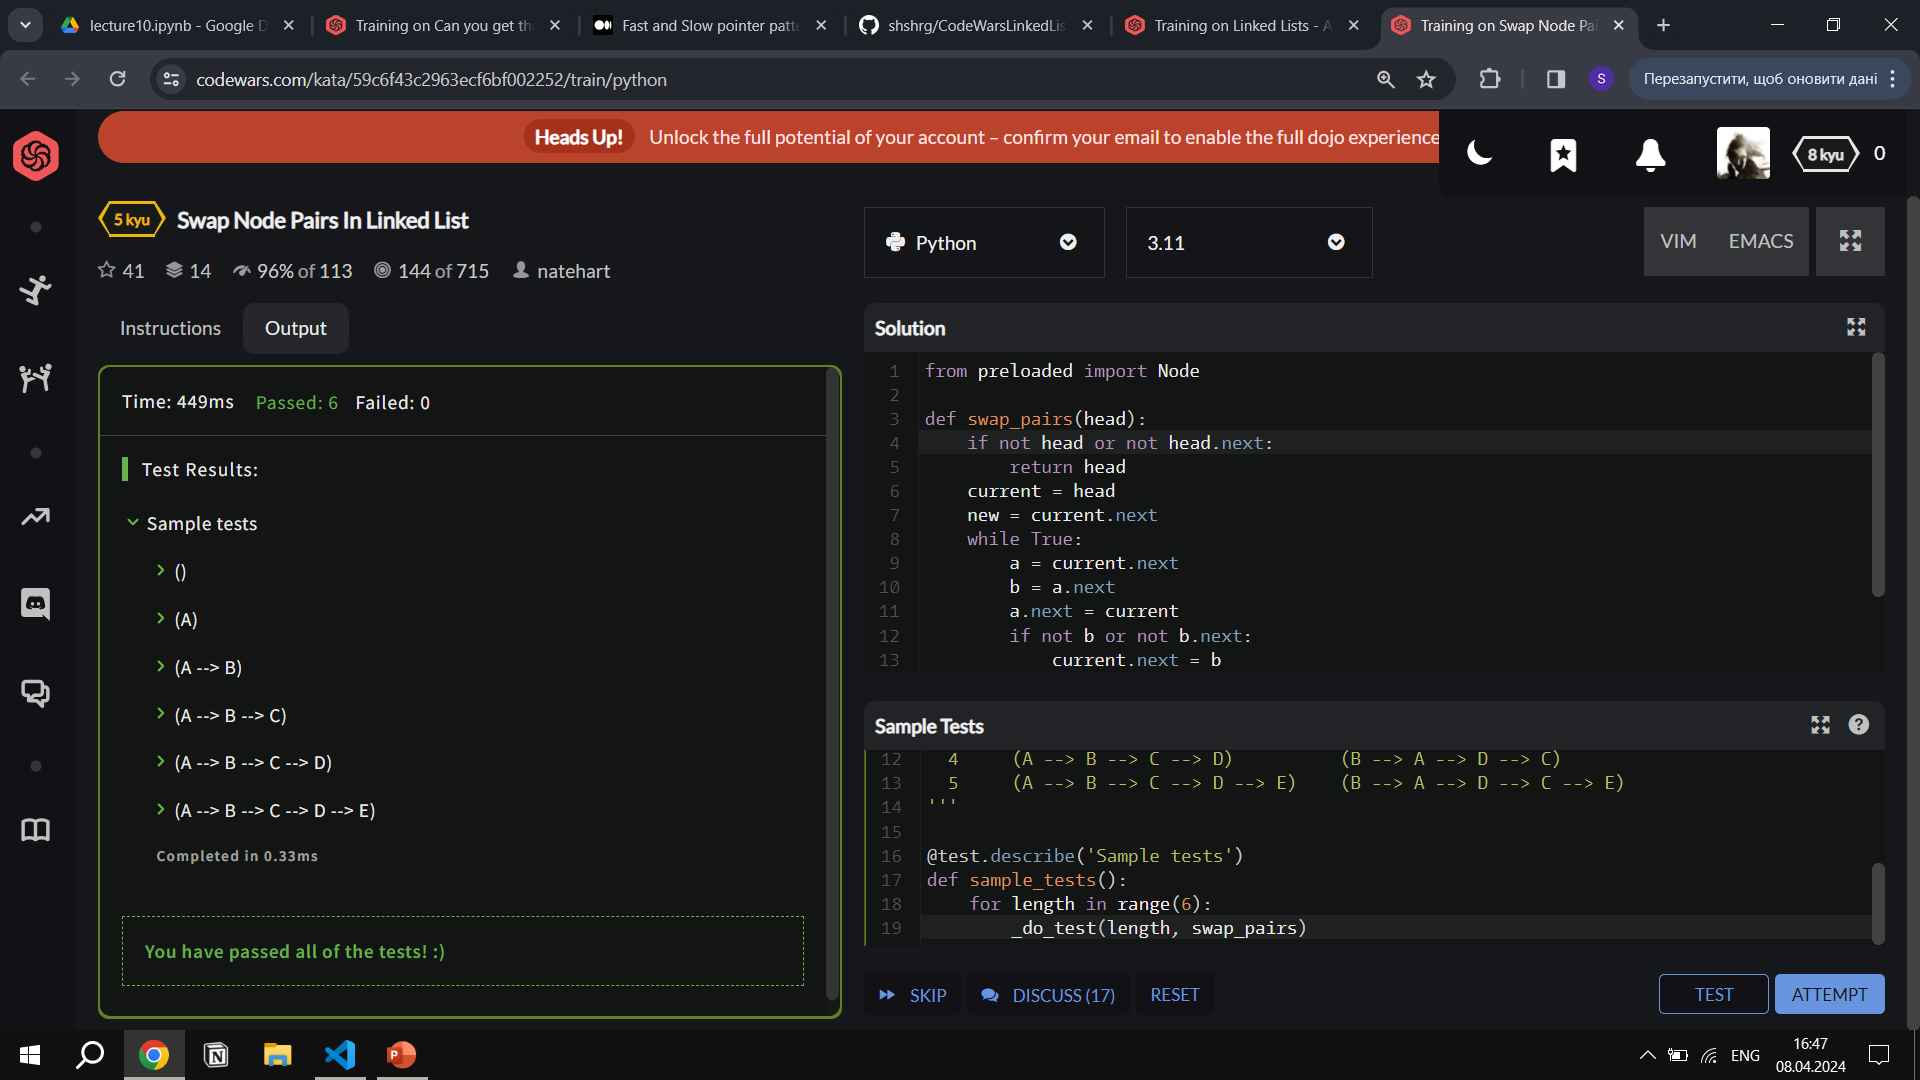 lecture10.ipynb - Google D
Training on Can you get the
Fast and Slow pointer patte
shshrg/CodeWarsLinkedLis
Training on Linked Lists - A
Training on Swap Node Pai
codewars.com/kata/59c6f43c2963ecf6bf002252/train/python
S
Перезапустити, щоб оновити дані
Heads Up! Unlock the full potential of your account – confirm your email to enable the full dojo experience
8 kyu 0
5 kyu Swap Node Pairs In Linked List
41 14 96% of 113 144 of 715 natehart
Python
3.11
VIM EMACS
Instructions Output
Time: 449ms Passed: 6 Failed: 0
Test Results:
Sample tests
()
(A)
(A --> B)
(A --> B --> C)
(A --> B --> C --> D)
(A --> B --> C --> D --> E)
Completed in 0.33ms
You have passed all of the tests! :)
Solution
1 from preloaded import Node
2
3 def swap_pairs(head):
4 if not head or not head.next:
5 return head
6 current = head
7 new = current.next
8 while True:
9 a = current.next
10 b = a.next
11 a.next = current
12 if not b or not b.next:
13 current.next = b
Sample Tests
12 4 (A --> B --> C --> D) (B --> A --> D --> C)
13 5 (A --> B --> C --> D --> E) (B --> A --> D --> C --> E)
14 '''
15
16 @test.describe('Sample tests')
17 def sample_tests():
18 for length in range(6):
19 _do_test(length, swap_pairs)
SKIP DISCUSS (17) RESET
TEST ATTEMPT
ENG
16:47
08.04.2024